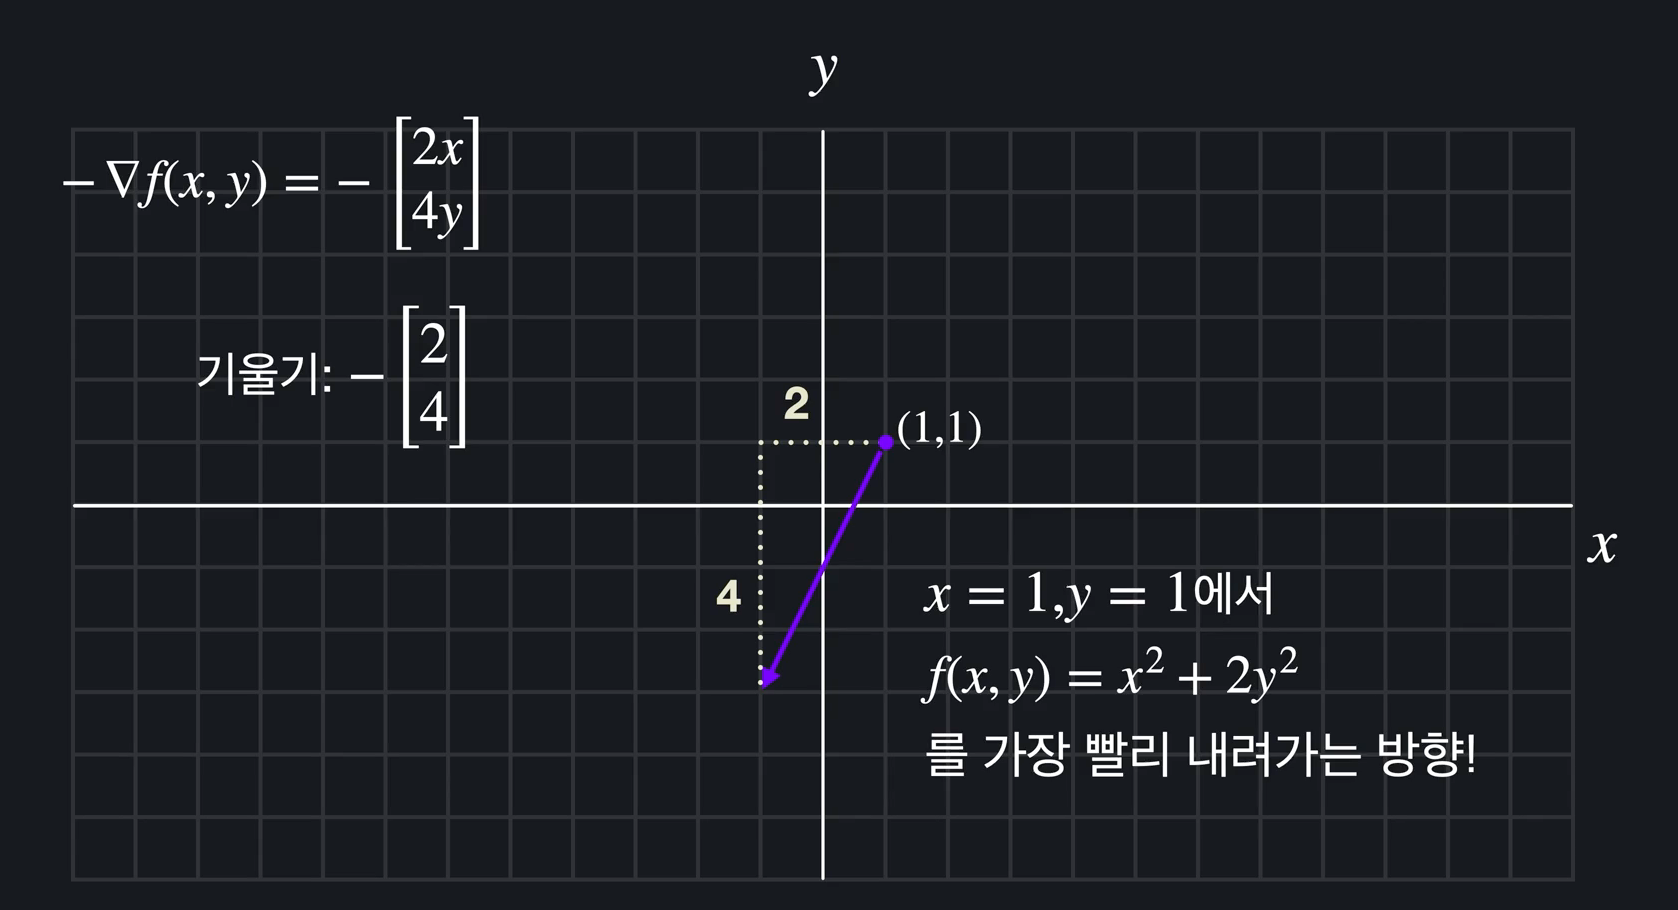 y
−∇f(x, y) = − [2x
4y]
기울기: − [2
4]
2
(1,1)
x
4
x = 1,y = 1에서
f(x, y) = x² + 2y²
를 가장 빨리 내려가는 방향!